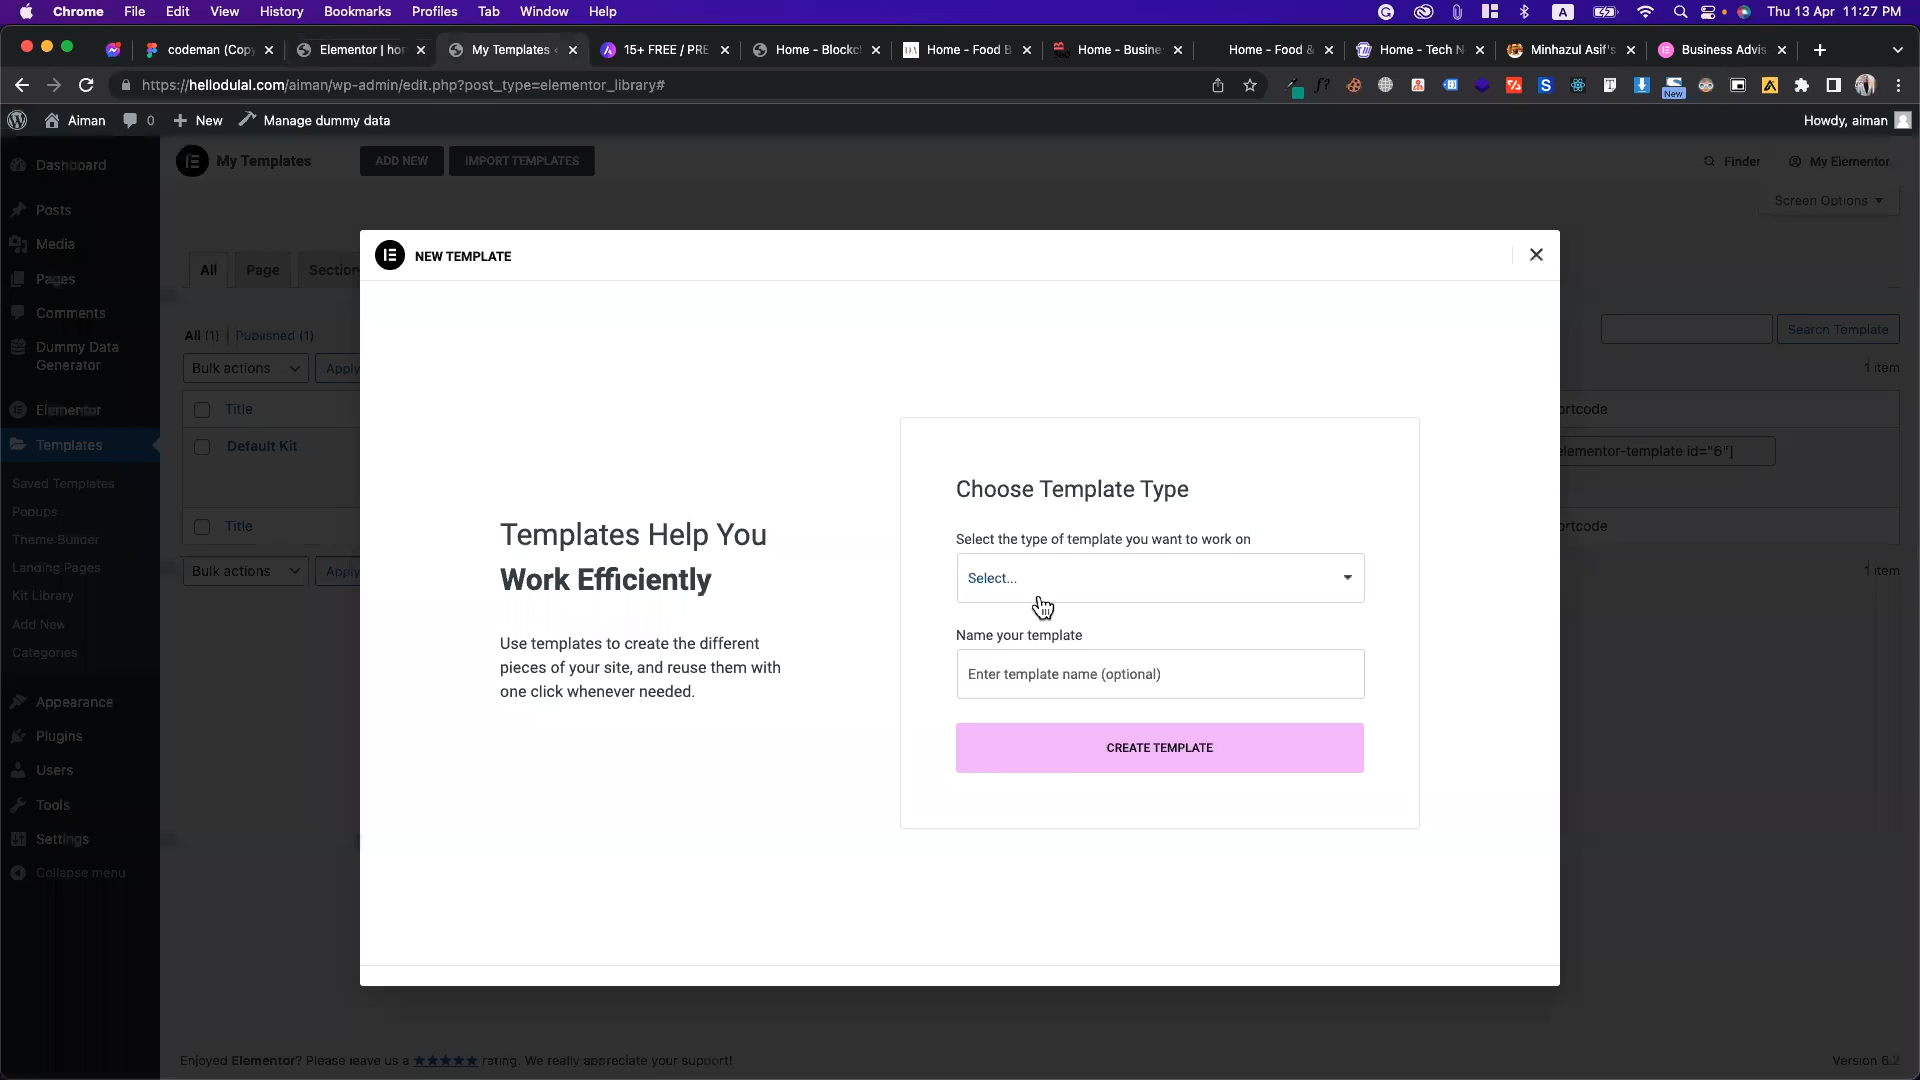 Chrome File Edit View History Bookmarks Profiles Tab Window Help
A
Thu 13 Apr 11:27 PM
codeman (Copy
Elementor | hor
My Templates
15+ FREE / PRE
Home - Blockc
Home - Food B
Home - Busine
Home - Food &
Home - Tech N
Minhazul Asif's
Business Advis
https://hellodulal.com/aiman/wp-admin/edit.php?post_type=elementor_library#
New
Aiman
0
New
Manage dummy data
Howdy, aiman
Dashboard
Posts
Media
Pages
Comments
Dummy Data
Generator
Elementor
Templates
Saved Templates
Popups
Theme Builder
Landing Pages
Kit Library
Add New
Categories
Appearance
Plugins
Users
Tools
Settings
Collapse menu
My Templates
ADD NEW
IMPORT TEMPLATES
Finder
My Elementor
Screen Options
All
Page
Section
All (1) | Published (1)
Search Template
Bulk actions
Apply
1 item
Title
ortcode
Default Kit
elementor-template id="6"]
Title
ortcode
Bulk actions
Apply
1 item
NEW TEMPLATE
Templates Help You
Work Efficiently
Use templates to create the different
pieces of your site, and reuse them with
one click whenever needed.
Choose Template Type
Select the type of template you want to work on
Select...
Name your template
Enter template name (optional)
CREATE TEMPLATE
Enjoyed Elementor? Please leave us a ★★★★★ rating. We really appreciate your support!
Version 6.2